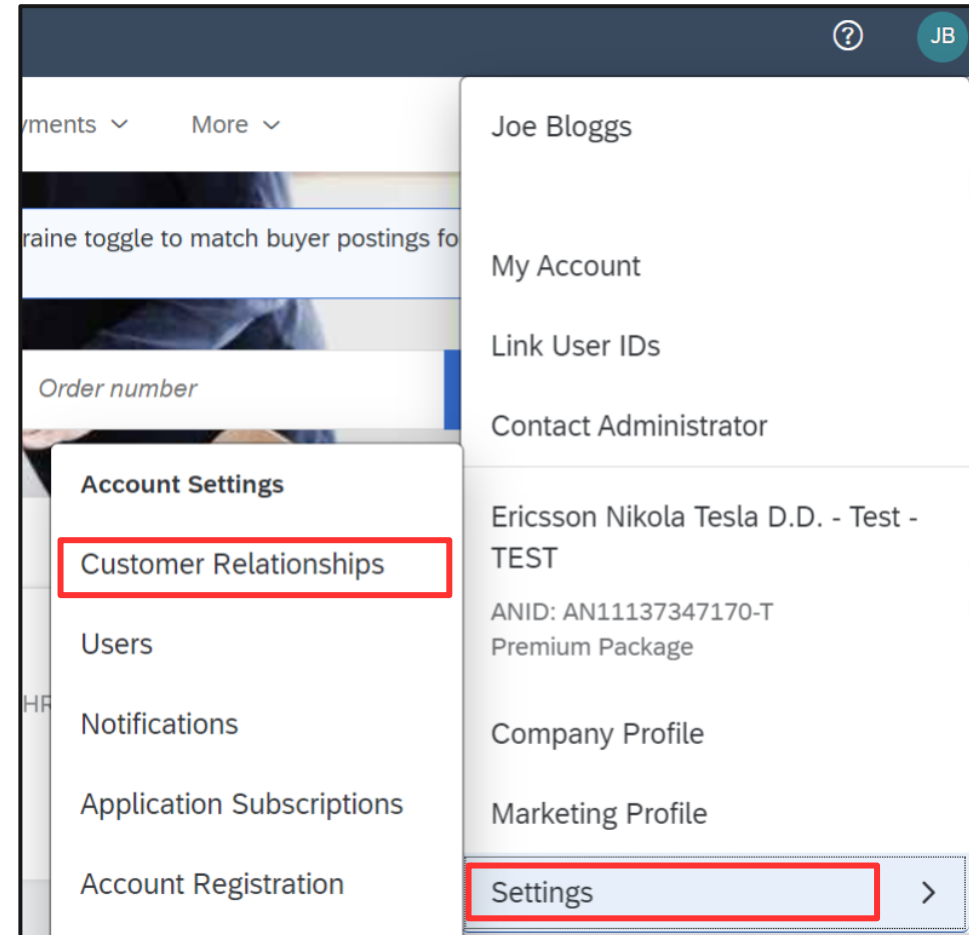 JB
yments
More
Joe Bloggs
raine toggle to match buyer postings fo
My Account
Link User IDs
Order number
Contact Administrator
Account Settings
Customer Relationships
Users
HR
Notifications
Application Subscriptions
Account Registration
Ericsson Nikola Tesla D.D. - Test -
TEST
ANID: AN11137347170-T
Premium Package
Company Profile
Marketing Profile
Settings